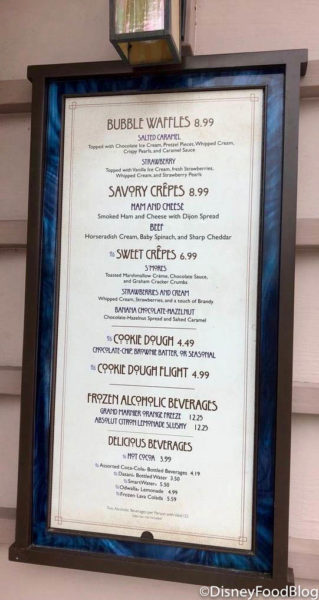 BUBBLE WAFFLES 8.99
SALTED CARAMEL
Topped with Chocolate Ice Cream, Pretzel Pieces, Whipped Cream,
Crispy Pearls, and Caramel Sauce
STRAWBERRY
Topped with Vanilla Ice Cream, fresh Strawberries,
Whipped Cream, and Strawberry Pearls
SAVORY CRÊPES 8.99
HAM AND CHEESE
Smoked Ham and Cheese with Dijon Spread
BEEF
Horseradish Cream, Baby Spinach, and Sharp Cheddar
SWEET CRÊPES 6.99
S'MORES
Toasted Marshmallow Crème, Chocolate Sauce,
and Graham Cracker Crumbs
STRAWBERRIES AND CREAM
Whipped Cream, Strawberries, and a touch of Brandy
BANANA CHOCOLATE-HAZELNUT
Chocolate-Hazelnut Spread and Salted Caramel
COOKIE DOUGH 4.49
CHOCOLATE-CHIP, BROWNIE BATTER, OR SEASONAL
COOKIE DOUGH FLIGHT 4.99
FROZEN ALCOHOLIC BEVERAGES
GRAND MARNIER ORANGE FREEZE 12.25
ABSOLUT CITRON LEMONADE SLUSHY 12.25
DELICIOUS BEVERAGES
HOT COCOA 3.99
Assorted Coca-Cola® Bottled Beverages 4.19
Dasani® Bottled Water 3.50
SmartWater® 5.50
Odwalla® Lemonade 4.99
Frozen Lava Colada 5.59
Two Alcoholic Beverages per Person with Valid I.D.
©DisneyFoodBlog